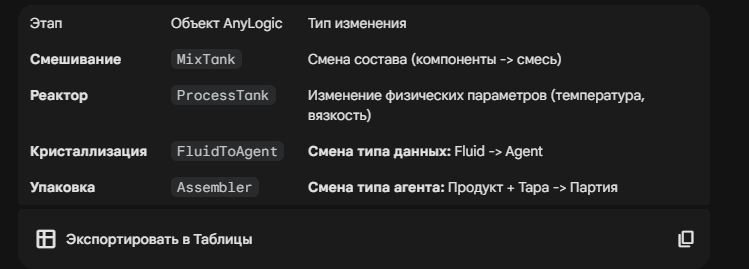 Этап Объект AnyLogic Тип изменения
Смешивание MixTank Смена состава (компоненты -> смесь)
Реактор ProcessTank Изменение физических параметров (температура,
вязкость)
Кристаллизация FluidToAgent Смена типа данных: Fluid -> Agent
Упаковка Assembler Смена типа агента: Продукт + Тара -> Партия
Экспортировать в Таблицы